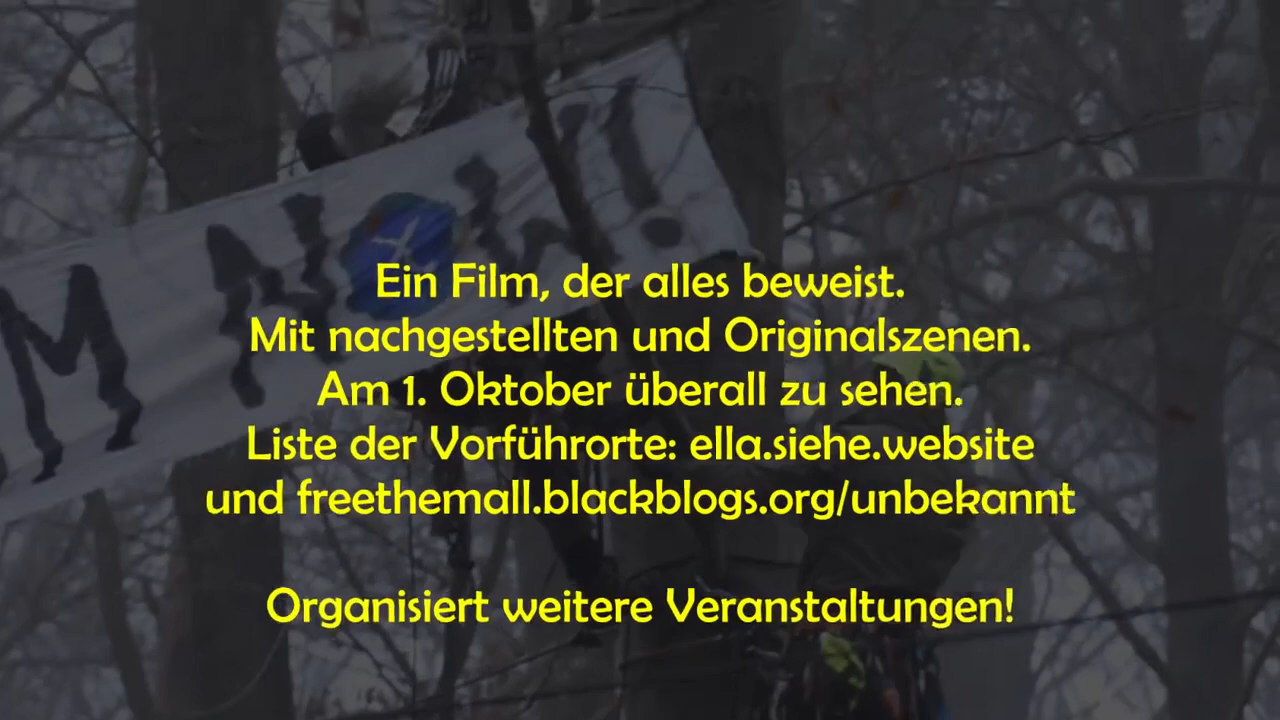 Ein Film, der alles beweist.
Mit nachgestellten und Originalszenen.
Am 1. Oktober überall zu sehen.
Liste der Vorführorte: ella.siehe.website
und freethemall.blackblogs.org/unbekannt
Organisiert weitere Veranstaltungen!